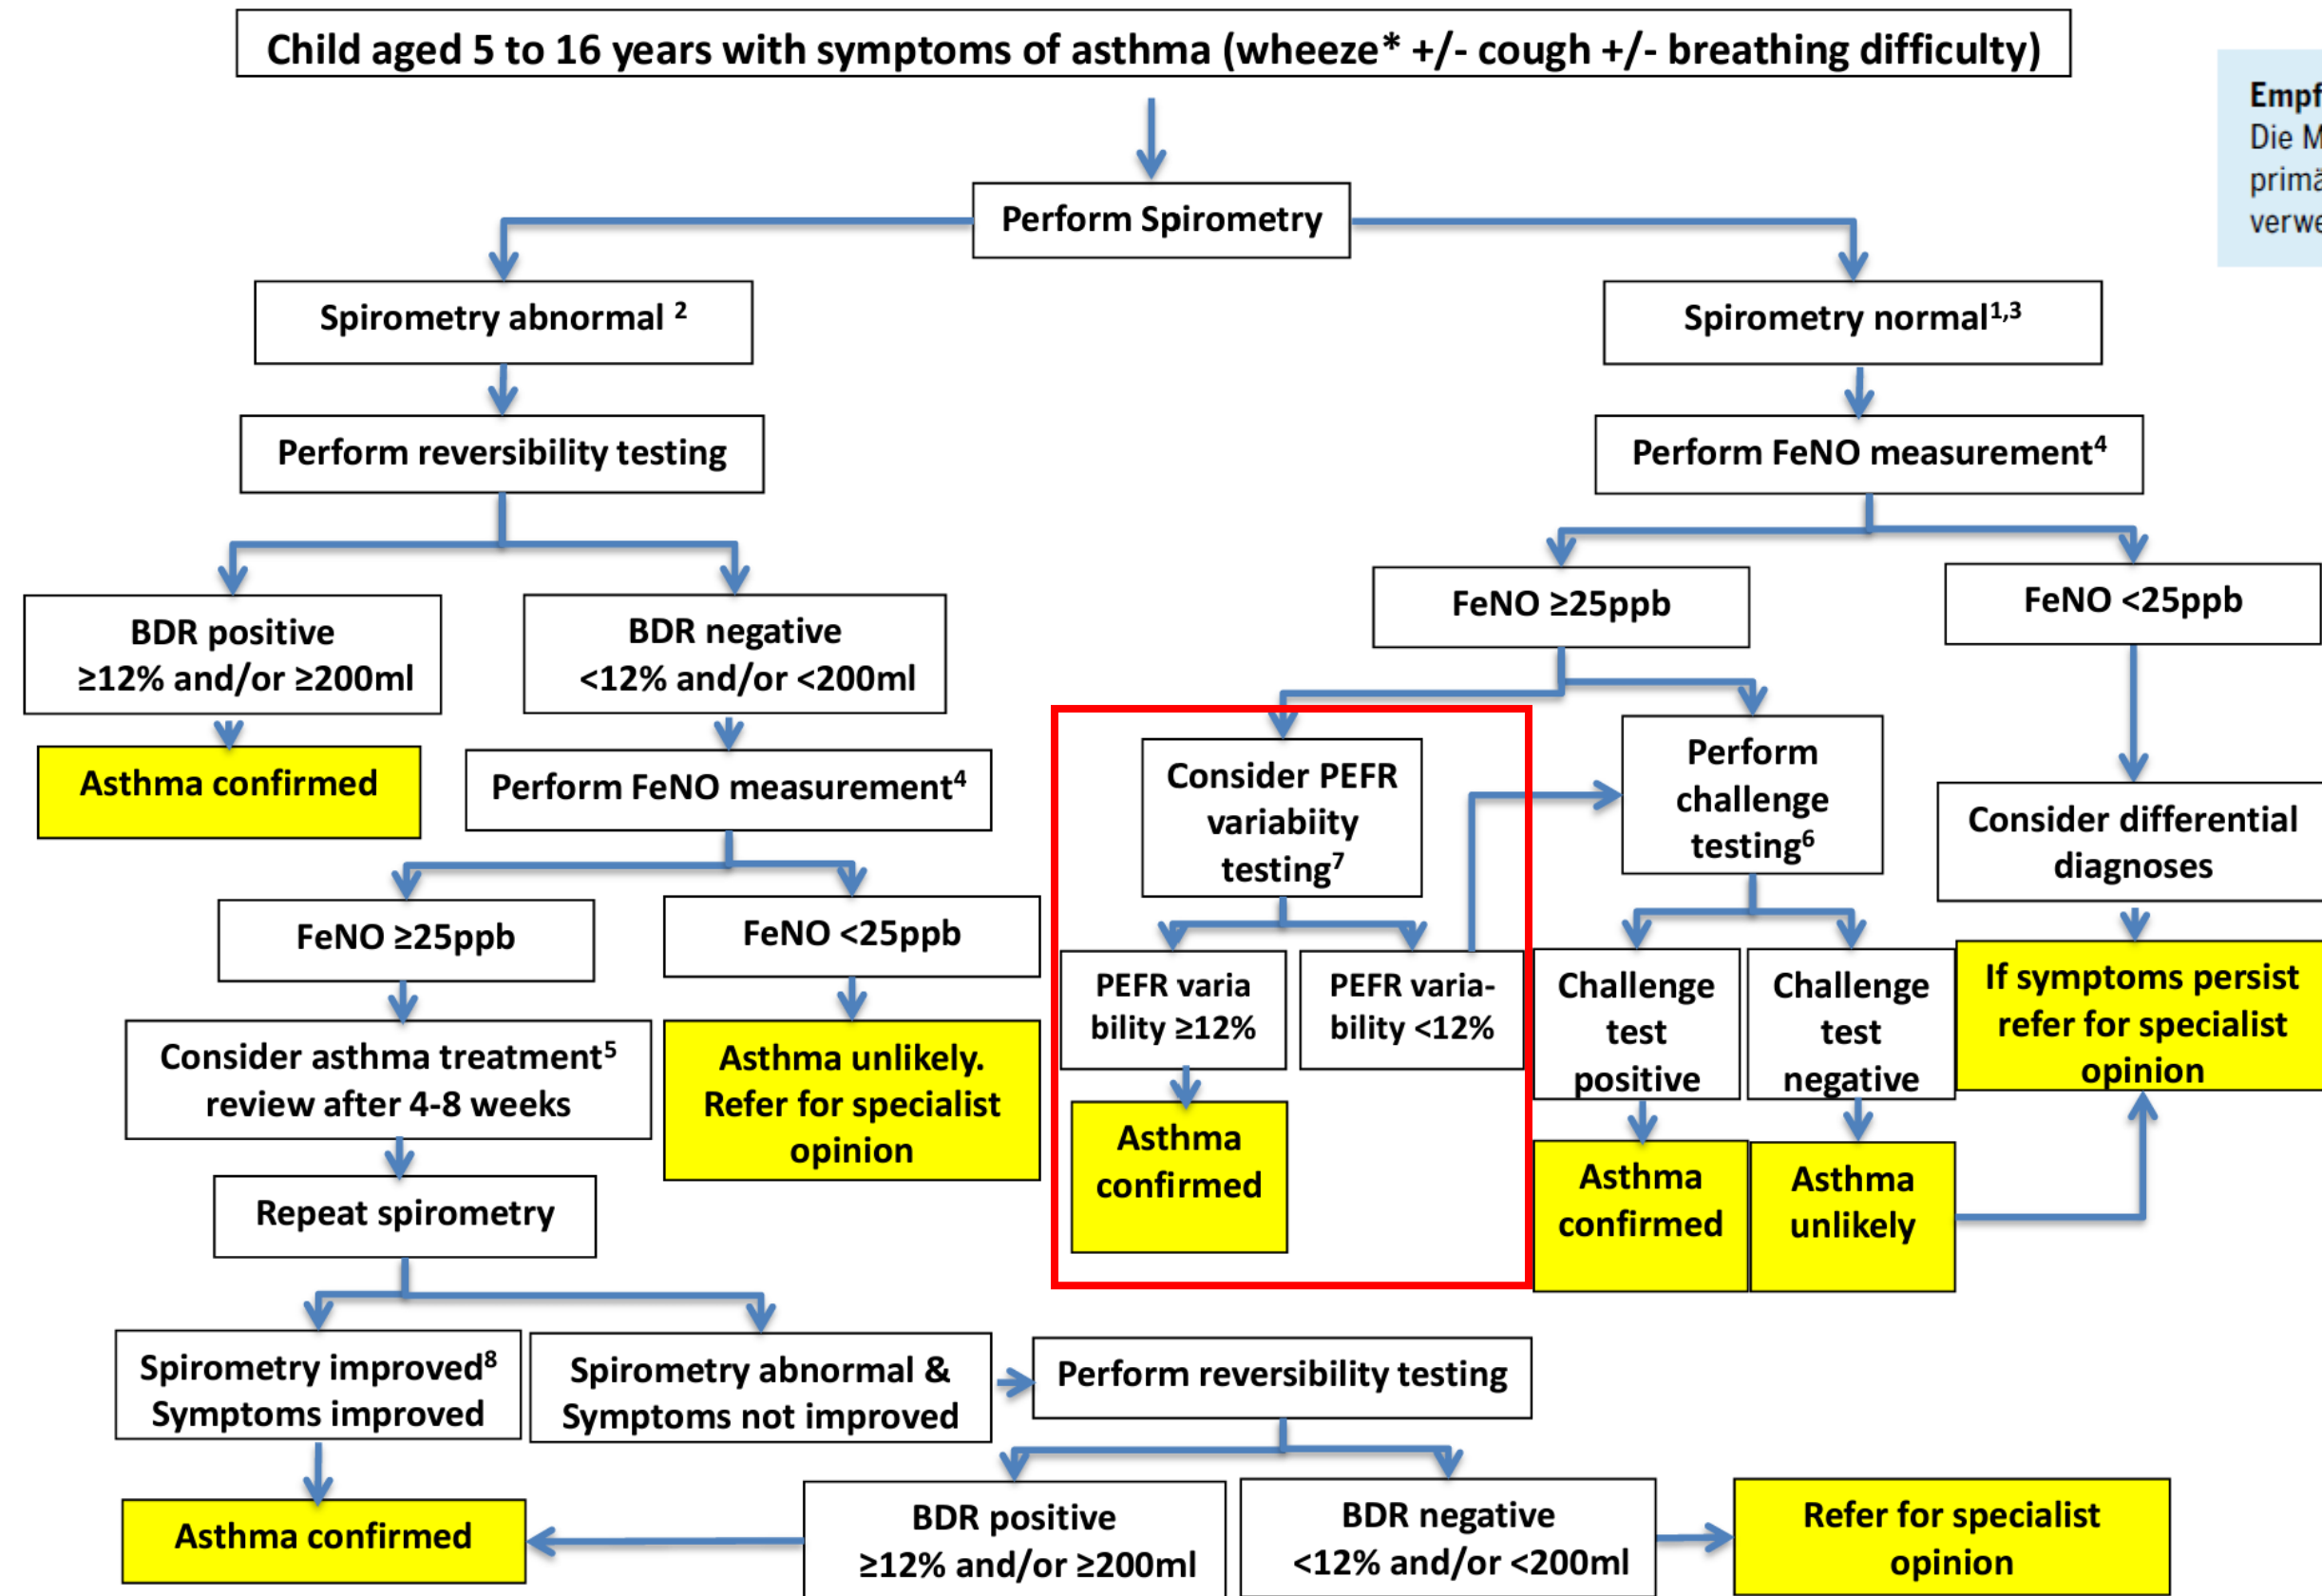 Child aged 5 to 16 years with symptoms of asthma (wheeze* +/- cough +/- breathing difficulty)
Die
Perform Spirometry
Spirometry abnormal ²
Spirometry normal¹,³
Perform reversibility testing
Perform FeNO measurement⁴
BDR positive
≥12% and/or ≥200ml
BDR negative
<12% and/or <200ml
FeNO ≥25ppb
FeNO <25ppb
Asthma confirmed
Perform FeNO measurement⁴
Consider PEFR
variabiity
testing⁷
Perform
challenge
testing⁶
Consider differential
diagnoses
FeNO ≥25ppb
FeNO <25ppb
PEFR varia
bility ≥12%
PEFR varia-
bility <12%
Challenge
test
positive
Challenge
test
negative
If symptoms persist
refer for specialist
opinion
Consider asthma treatment⁵
review after 4-8 weeks
Asthma unlikely.
Refer for specialist
opinion
Asthma
confirmed
Asthma
confirmed
Asthma
unlikely
Repeat spirometry
Spirometry improved⁸
Symptoms improved
Spirometry abnormal &
Symptoms not improved
Perform reversibility testing
Asthma confirmed
BDR positive
≥12% and/or ≥200ml
BDR negative
<12% and/or <200ml
Refer for specialist
opinion